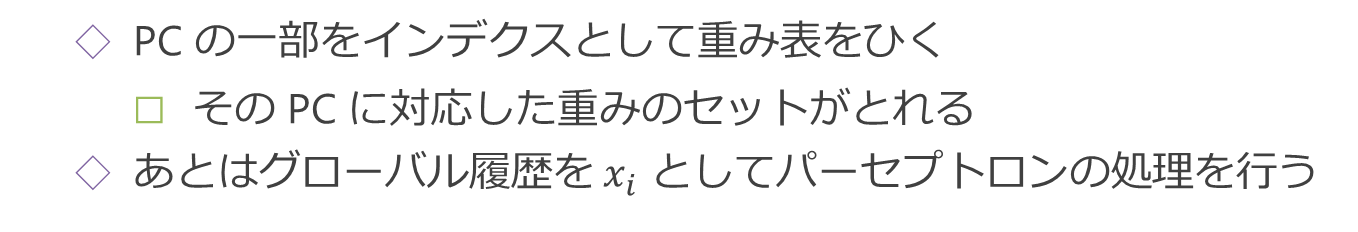 ◇ PC の一部をインデクスとして重み表をひく
□ その PC に対応した重みのセットがとれる
◇ あとはグローバル履歴を xᵢ としてパーセプトロンの処理を行う